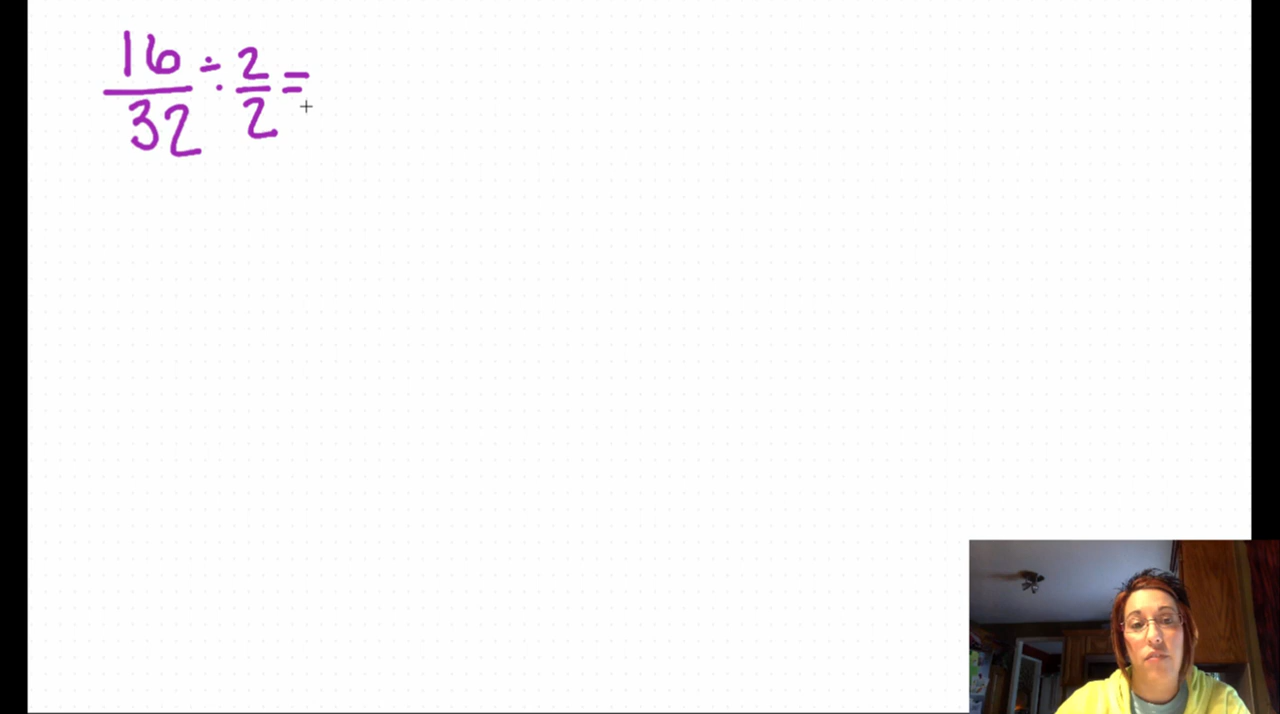 16/32 ÷ 2/2 =